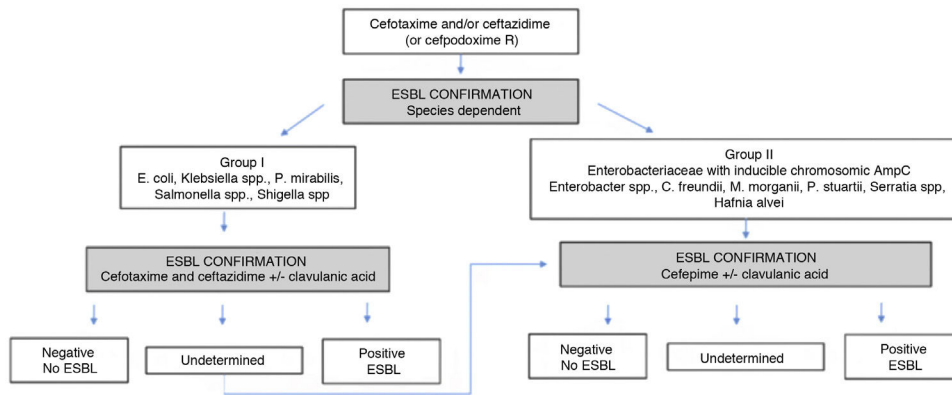 Cefotaxime and/or ceftazidime
(or cefpodoxime R)
ESBL CONFIRMATION
Species dependent
Group I
E. coli, Klebsiella spp., P. mirabilis,
Salmonella spp., Shigella spp
Group II
Enterobacteriaceae with inducible chromosomic AmpC
Enterobacter spp., C. freundii, M. morganii, P. stuartii, Serratia spp,
Hafnia alvei
ESBL CONFIRMATION
Cefotaxime and ceftazidime +/- clavulanic acid
ESBL CONFIRMATION
Cefepime +/- clavulanic acid
Negative
No ESBL
Undetermined
Positive
ESBL
Negative
No ESBL
Undetermined
Positive
ESBL